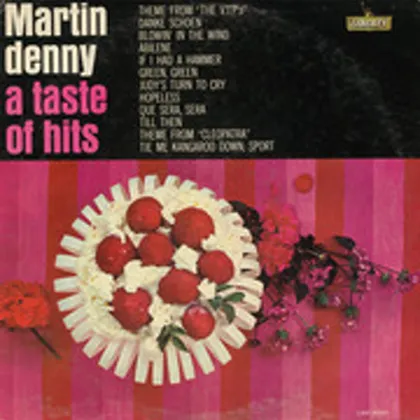 Martin
denny
a taste
of hits
THEME FROM "THE V.I.P.'s"
DANKE SCHOEN
BLOWIN' IN THE WIND
ABILENE
IF I HAD A HAMMER
GREEN, GREEN
JUDY'S TURN TO CRY
HOPELESS
QUE SERA, SERA
TILL THEN
THEME FROM "CLEOPATRA"
TIE ME KANGAROO DOWN, SPORT
LIBERTY